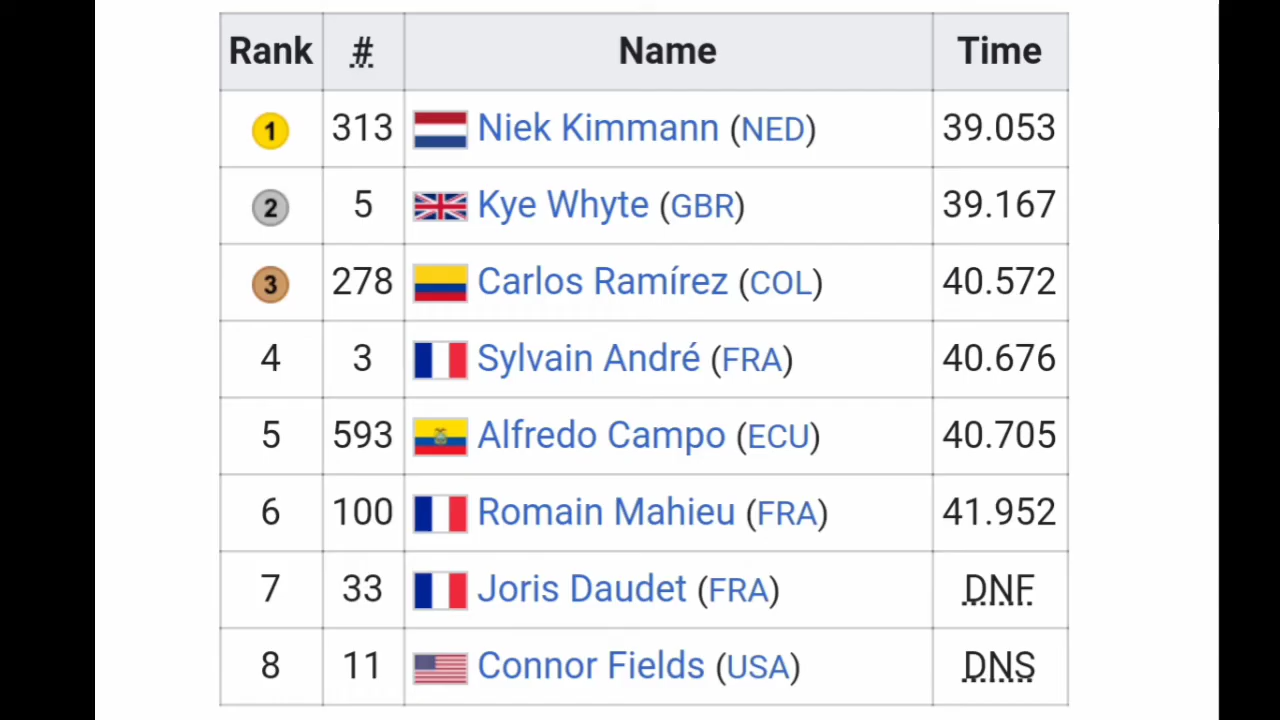 Rank # Name Time
1 313 Niek Kimmann (NED) 39.053
2 5 Kye Whyte (GBR) 39.167
3 278 Carlos Ramírez (COL) 40.572
4 3 Sylvain André (FRA) 40.676
5 593 Alfredo Campo (ECU) 40.705
6 100 Romain Mahieu (FRA) 41.952
7 33 Joris Daudet (FRA) DNF
8 11 Connor Fields (USA) DNS